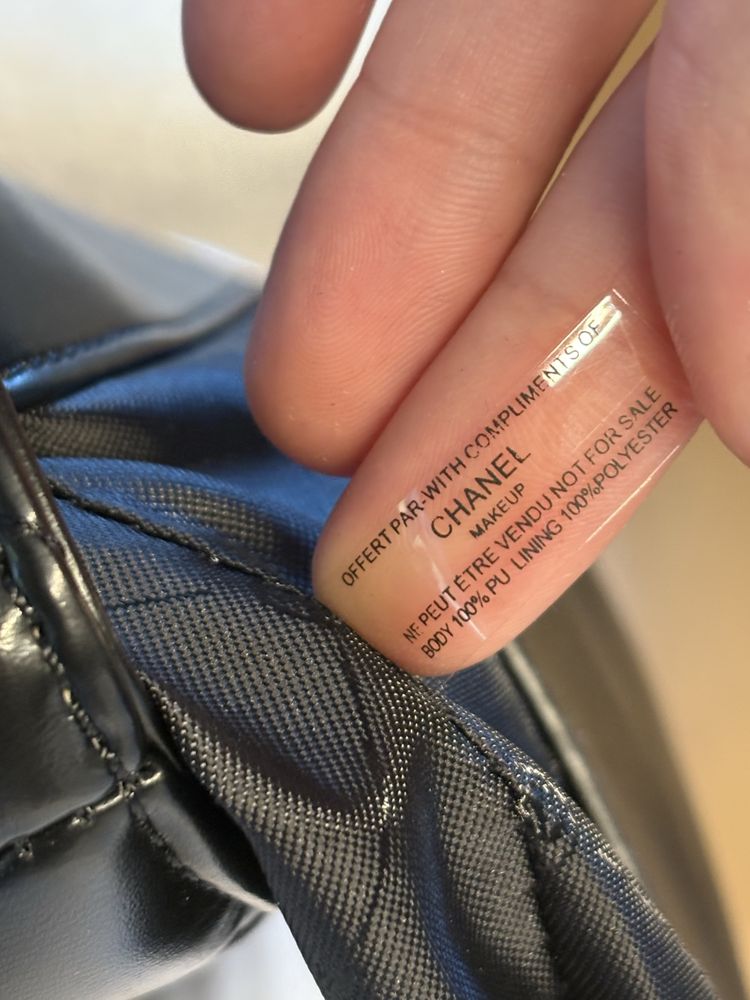 OFFERT PAR-WITH COMPLIMENTS OF
CHANEL
MAKEUP
NE PEUT ÉTRE VENDU NOT FOR SALE
BODY 100% PU LINING 100%POLYESTER